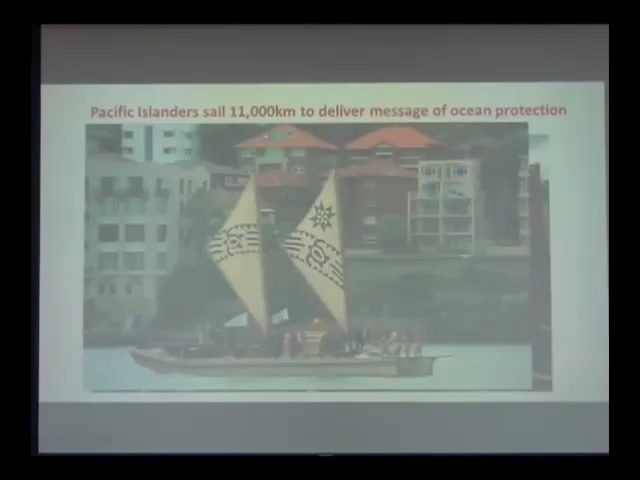 Pacific Islanders sail 11,000km to deliver message of ocean protection